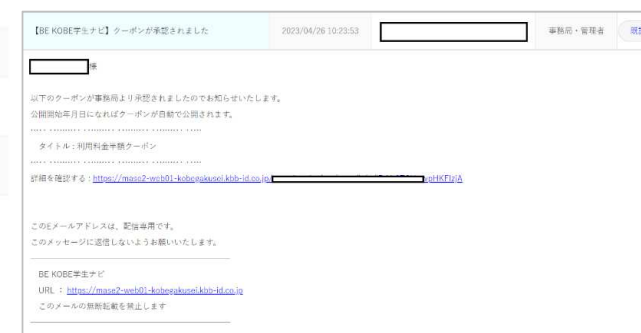 【BE KOBE学生ナビ】クーポンが承認されました 2023/04/26 10:23:53 事務局・管理者
様
以下のクーポンが事務局より承認されましたのでお知らせいたします。
公開開始年月日になればクーポンが自動で公開されます。
タイトル：利用料金半額クーポン
詳細を確認する：https://mase2-web01-kobegakusei.kbb-id.co.jp/
このEメールアドレスは、配信専用です。
このメッセージに返信しないようお願いいたします。
BE KOBE学生ナビ
URL ： https://mase2-web01-kobegakusei.kbb-id.co.jp
このメールの無断転載を禁止します